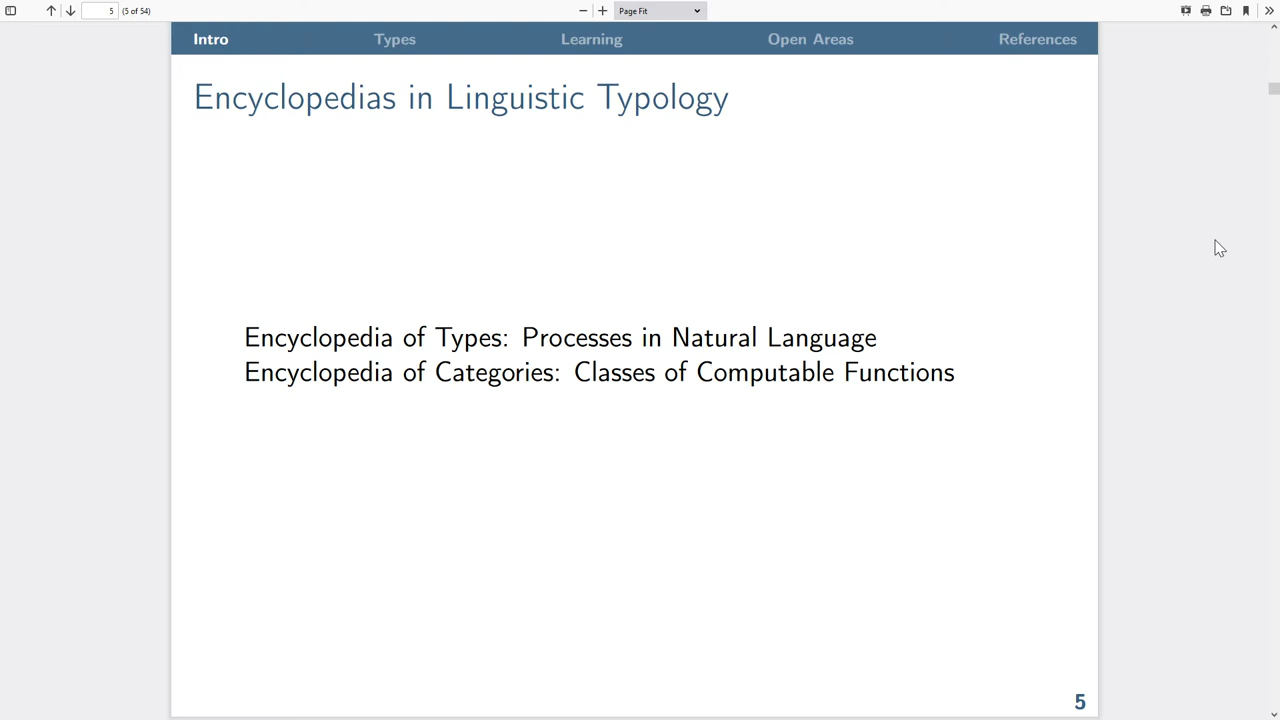 5 (5 of 54) Page Fit
Intro Types Learning Open Areas References
Encyclopedias in Linguistic Typology
Encyclopedia of Types: Processes in Natural Language
Encyclopedia of Categories: Classes of Computable Functions
5